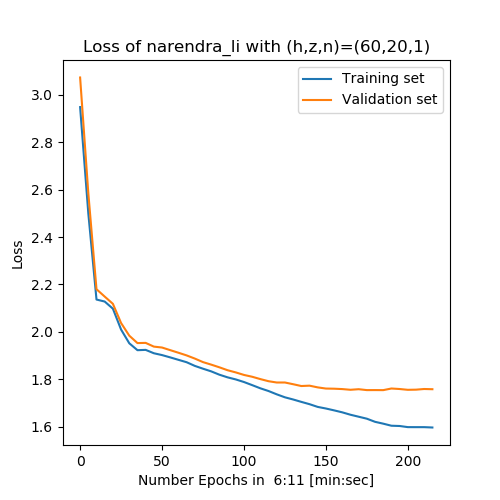 Loss of narendra_li with (h,z,n)=(60,20,1)
Training set
Validation set
3.0
2.8
2.6
2.4
2.2
2.0
1.8
1.6
Loss
0 50 100 150 200
Number Epochs in  6:11 [min:sec]